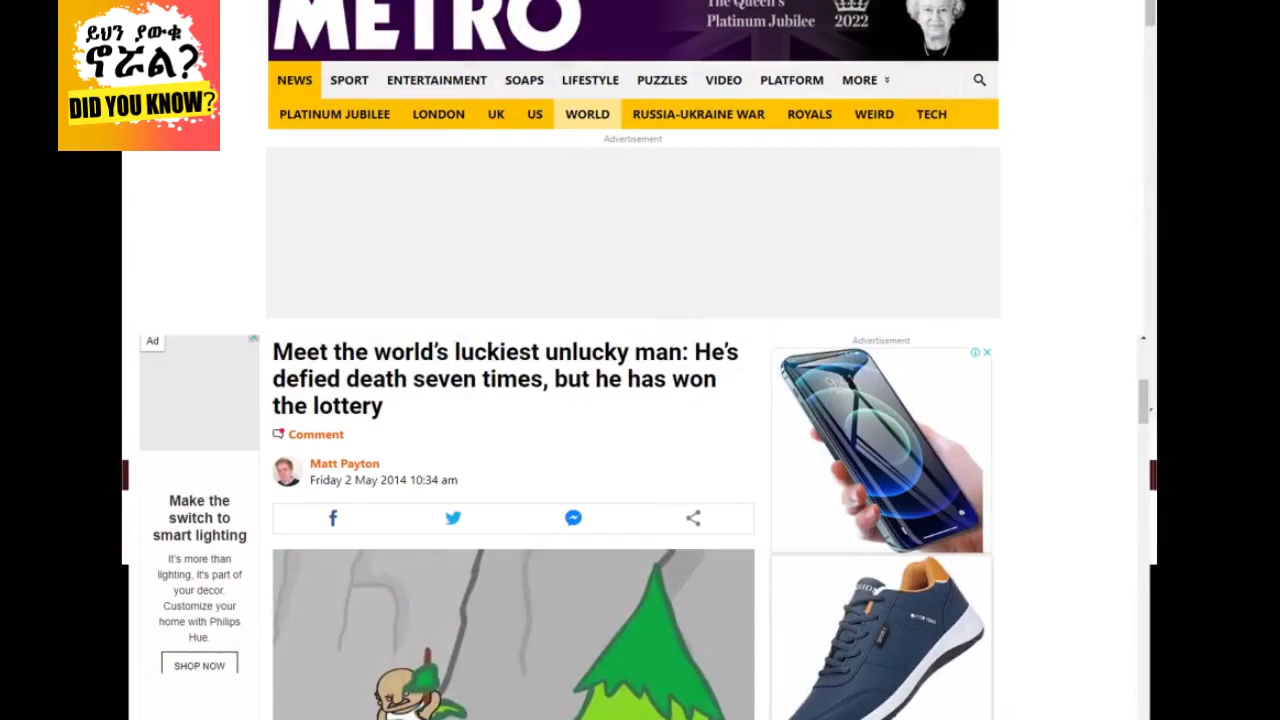 ይህን ያውቁ
ኖሯል?
DID YOU KNOW?
METRO
The Queen's
Platinum Jubilee
2022
NEWS SPORT ENTERTAINMENT SOAPS LIFESTYLE PUZZLES VIDEO PLATFORM MORE
PLATINUM JUBILEE LONDON UK US WORLD RUSSIA-UKRAINE WAR ROYALS WEIRD TECH
Advertisement
Ad
Make the
switch to
smart lighting
It's more than
lighting, it's part of
your decor.
Customize your
home with Philips
Hue.
SHOP NOW
Meet the world's luckiest unlucky man: He's
defied death seven times, but he has won
the lottery
Comment
Matt Payton
Friday 2 May 2014 10:34 am
Advertisement